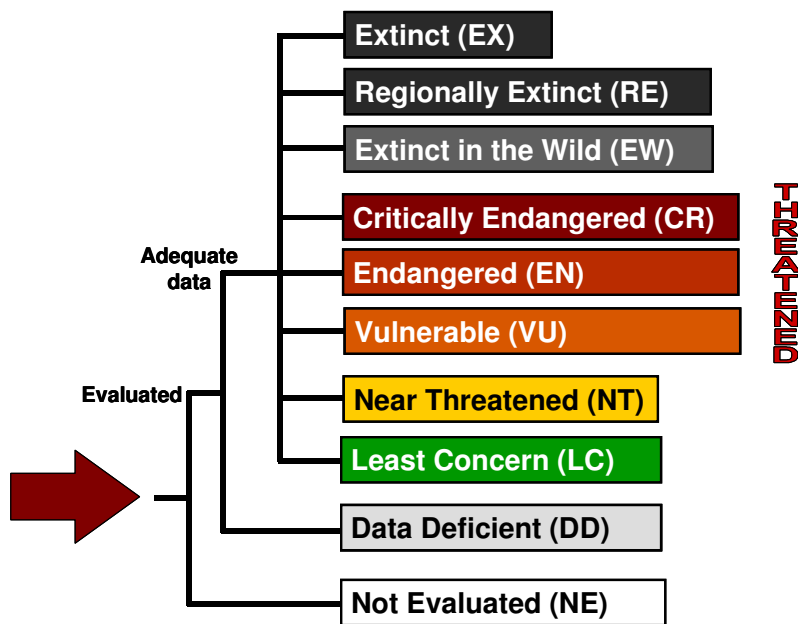 Extinct (EX)
Regionally Extinct (RE)
Extinct in the Wild (EW)
Critically Endangered (CR)
THREATENED
Adequate
data
Endangered (EN)
Vulnerable (VU)
Evaluated
Near Threatened (NT)
Least Concern (LC)
Data Deficient (DD)
Not Evaluated (NE)